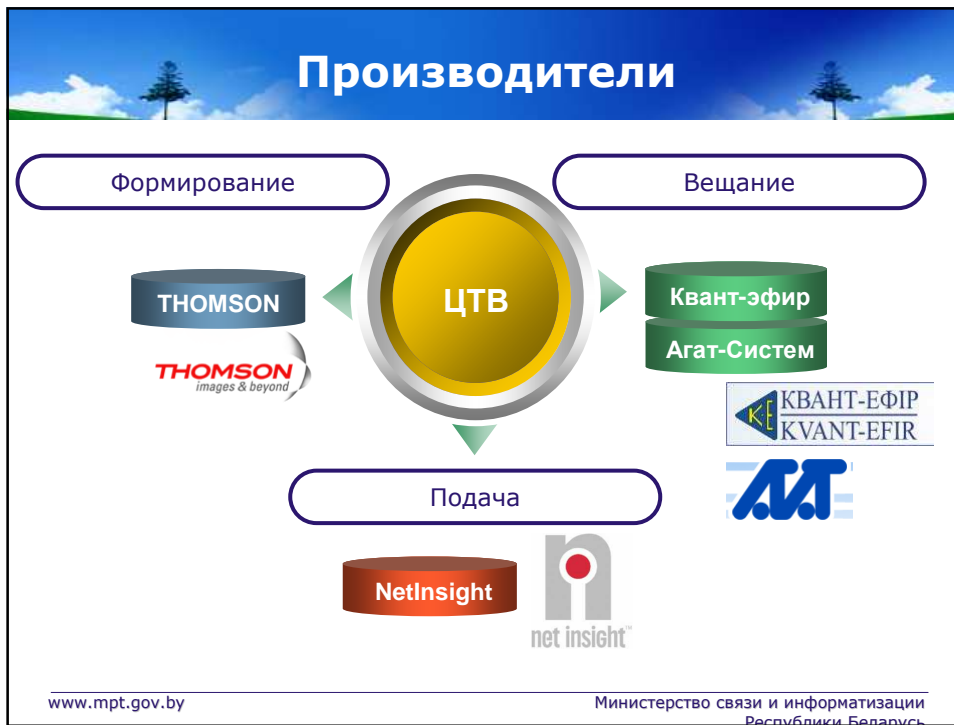 Производители
Формирование
Вещание
ЦТВ
THOMSON
THOMSON
images & beyond
Квант-эфир
Агат-Систем
КВАНТ-ЕФІР
KVANT-EFIR
Подача
NetInsight
net insight™
www.mpt.gov.by
Министерство связи и информатизации
Республики Беларусь